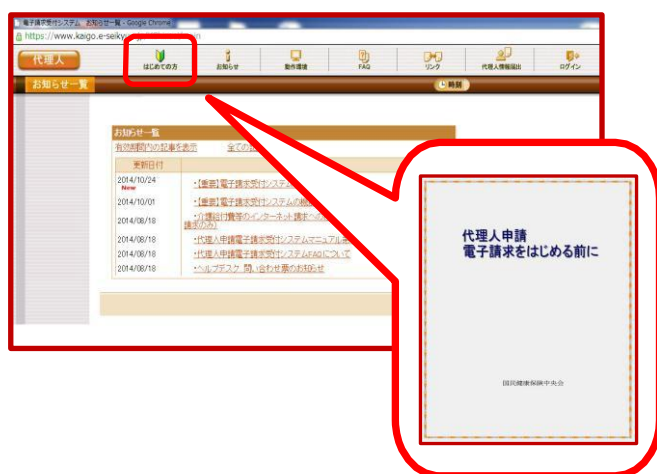 電子請求受付システム お知らせ一覧 - Google Chrome
https://www.kaigo.e-seikyu
代理人
はじめての方
お知らせ
動作環境
FAQ
リンク
代理人情報届出
ログイン
お知らせ一覧
時刻
お知らせ一覧
有効期間内の記事を表示
全ての
更新日付
2014/10/24
New
・【重要】電子請求受付システム
2014/10/01
・【重要】電子請求受付システムの
2014/08/18
・介護給付費等のインターネット請求への
請求のみ)
2014/08/18
・代理人申請電子請求受付システムマニュアル
2014/08/18
・代理人申請電子請求受付システムFAQについて
2014/08/18
・ヘルプデスク 問い合わせ票のお知らせ
代理人申請
電子請求をはじめる前に
国民健康保険中央会